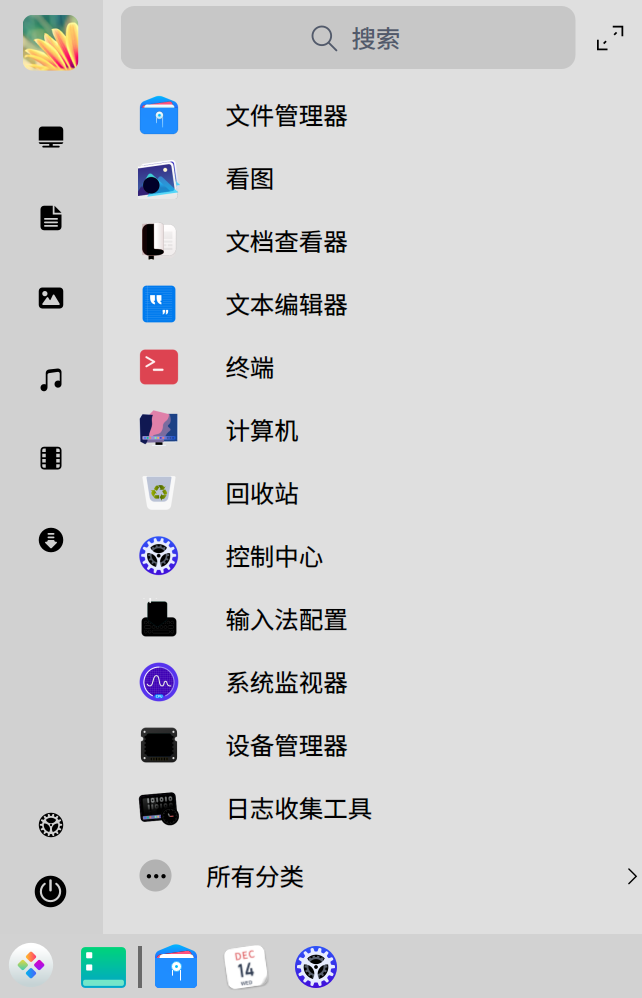 搜索
文件管理器
看图
文档查看器
文本编辑器
终端
计算机
回收站
控制中心
输入法配置
系统监视器
设备管理器
日志收集工具
所有分类
DEC
14
WED